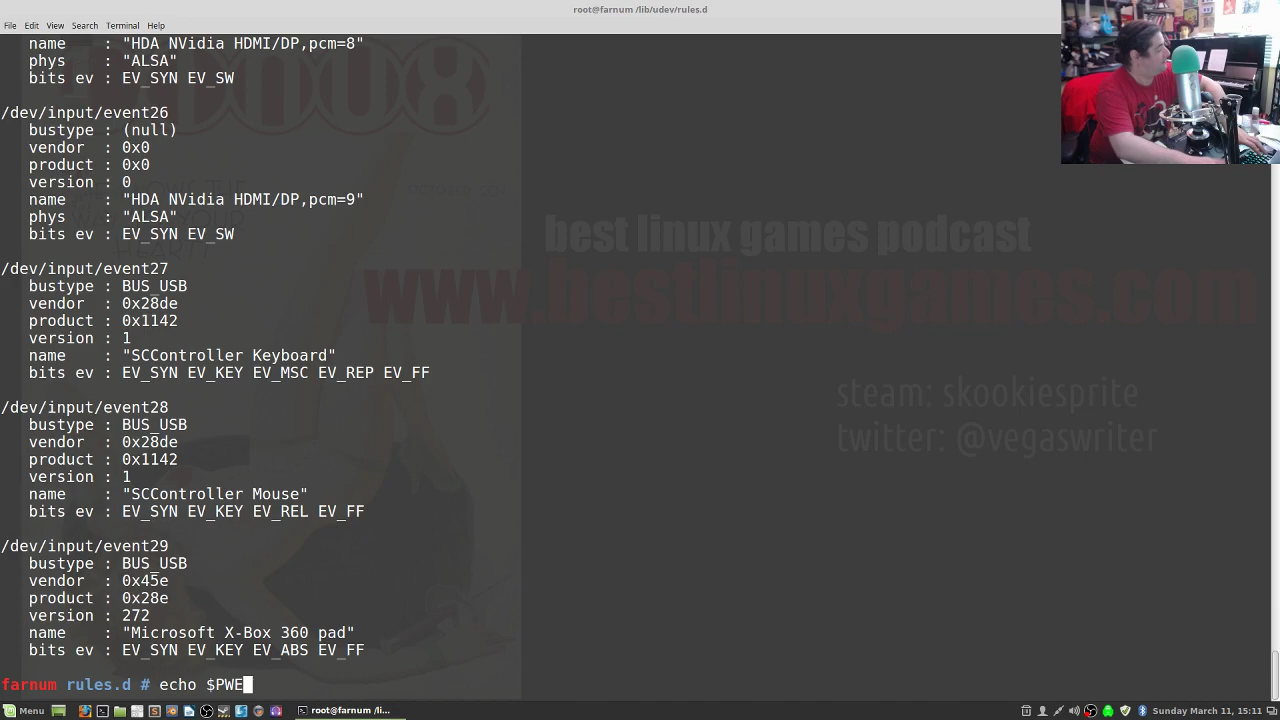 root@farnum /lib/udev/rules.d
File Edit View Search Terminal Help
name : "HDA NVidia HDMI/DP,pcm=8"
phys : "ALSA"
bits ev : EV_SYN EV_SW
/dev/input/event26
bustype : (null)
vendor : 0x0
product : 0x0
version : 0
name : "HDA NVidia HDMI/DP,pcm=9"
phys : "ALSA"
bits ev : EV_SYN EV_SW
/dev/input/event27
bustype : BUS_USB
vendor : 0x28de
product : 0x1142
version : 1
name : "SCController Keyboard"
bits ev : EV_SYN EV_KEY EV_MSC EV_REP EV_FF
/dev/input/event28
bustype : BUS_USB
vendor : 0x28de
product : 0x1142
version : 1
name : "SCController Mouse"
bits ev : EV_SYN EV_KEY EV_REL EV_FF
/dev/input/event29
bustype : BUS_USB
vendor : 0x45e
product : 0x28e
version : 272
name : "Microsoft X-Box 360 pad"
bits ev : EV_SYN EV_KEY EV_ABS EV_FF
farnum rules.d # echo $PWE
best linux games podcast
www.bestlinuxgames.com
steam: skookiesprite
twitter: @vegaswriter
Menu
root@farnum /li...
Sunday March 11, 15:11